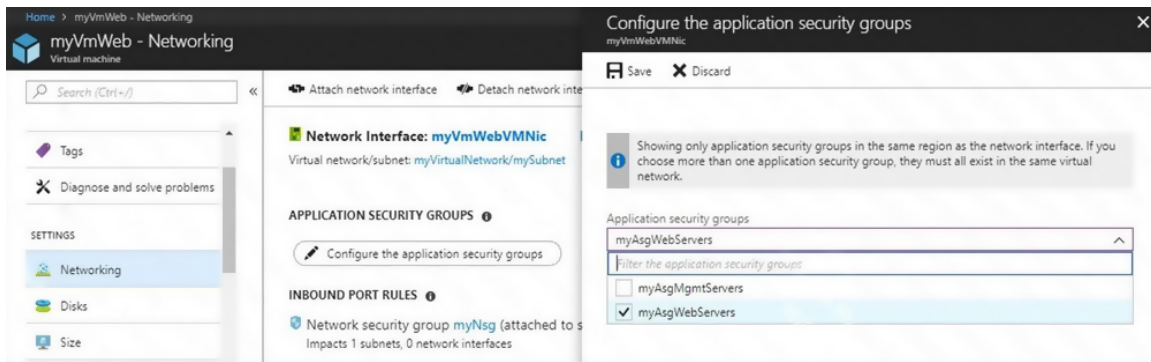 Home > myVmWeb - Networking
myVmWeb - Networking
Virtual machine
Search (Ctrl+/)
«
Tags
Diagnose and solve problems
SETTINGS
Networking
Disks
Size
Attach network interface
Detach network inte
Network Interface: myVmWebVMNic
Virtual network/subnet: myVirtualNetwork/mySubnet
APPLICATION SECURITY GROUPS
Configure the application security groups
INBOUND PORT RULES
Network security group myNsg (attached to s
Impacts 1 subnets, 0 network interfaces
Configure the application security groups
myVmWebVMNic
Save
Discard
Showing only application security groups in the same region as the network interface. If you
choose more than one application security group, they must all exist in the same virtual
network.
Application security groups
myAsgWebServers
Filter the application security groups
myAsgMgmtServers
myAsgWebServers